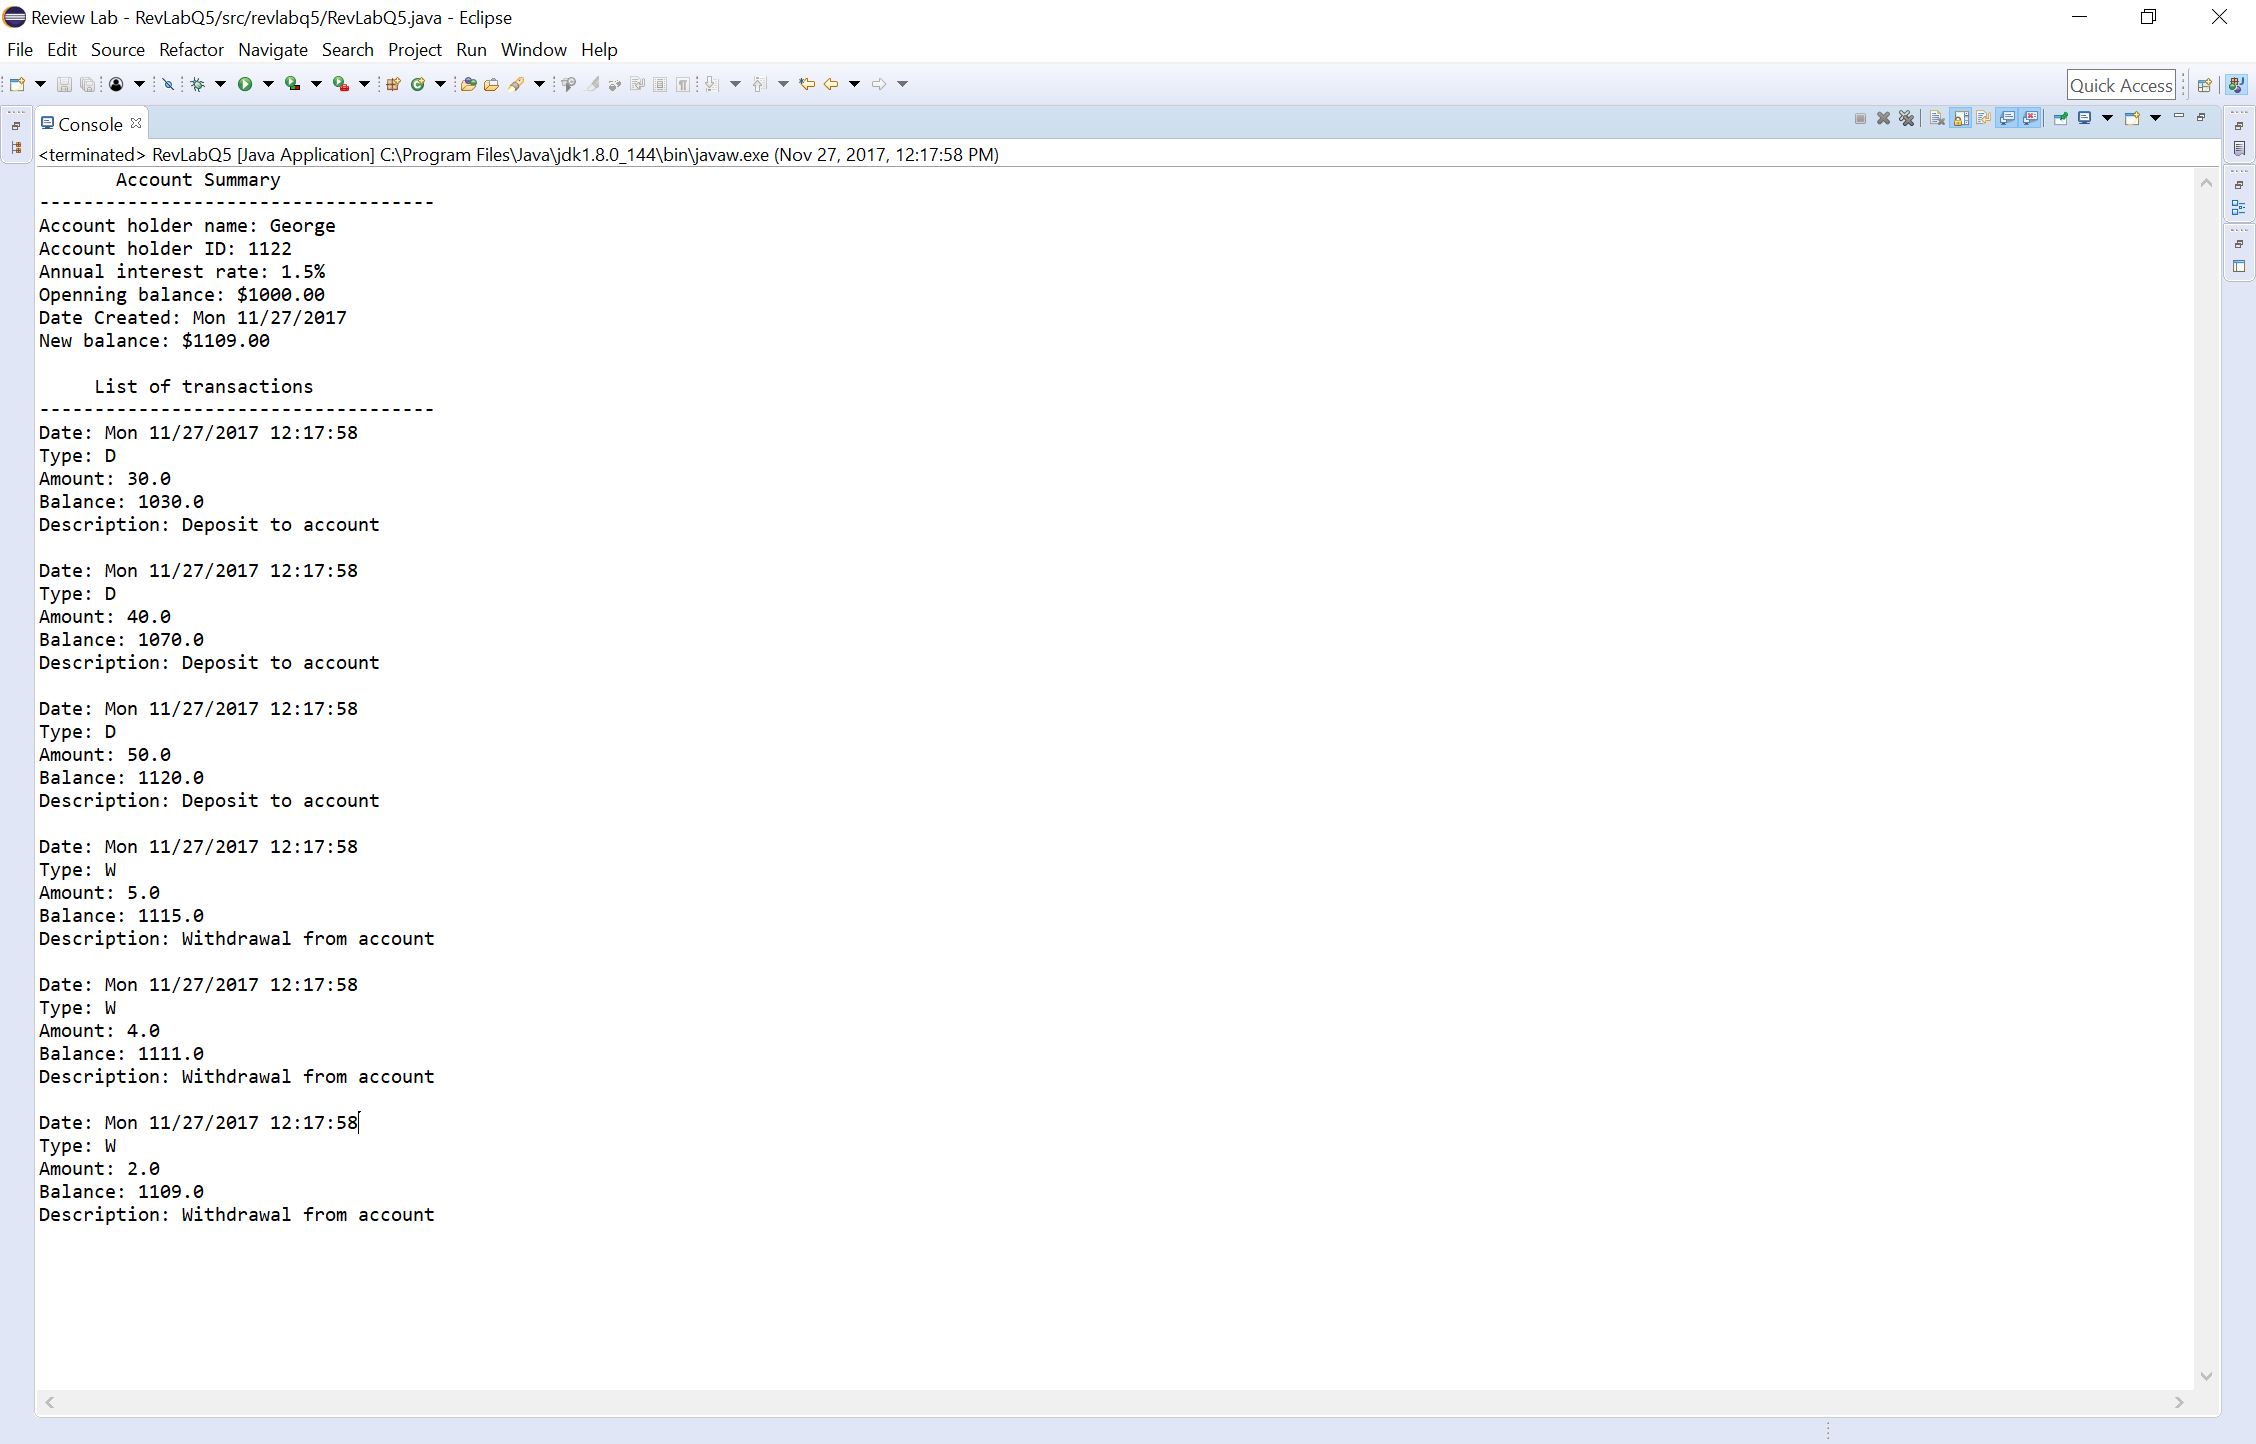 Review Lab - RevLabQ5/src/revlabq5/RevLabQ5.java - Eclipse
File Edit Source Refactor Navigate Search Project Run Window Help
Quick Access
Console
<terminated> RevLabQ5 [Java Application] C:\Program Files\Java\jdk1.8.0_144\bin\javaw.exe (Nov 27, 2017, 12:17:58 PM)
Account Summary
------------------------------------
Account holder name: George
Account holder ID: 1122
Annual interest rate: 1.5%
Openning balance: $1000.00
Date Created: Mon 11/27/2017
New balance: $1109.00
List of transactions
------------------------------------
Date: Mon 11/27/2017 12:17:58
Type: D
Amount: 30.0
Balance: 1030.0
Description: Deposit to account
Date: Mon 11/27/2017 12:17:58
Type: D
Amount: 40.0
Balance: 1070.0
Description: Deposit to account
Date: Mon 11/27/2017 12:17:58
Type: D
Amount: 50.0
Balance: 1120.0
Description: Deposit to account
Date: Mon 11/27/2017 12:17:58
Type: W
Amount: 5.0
Balance: 1115.0
Description: Withdrawal from account
Date: Mon 11/27/2017 12:17:58
Type: W
Amount: 4.0
Balance: 1111.0
Description: Withdrawal from account
Date: Mon 11/27/2017 12:17:58
Type: W
Amount: 2.0
Balance: 1109.0
Description: Withdrawal from account